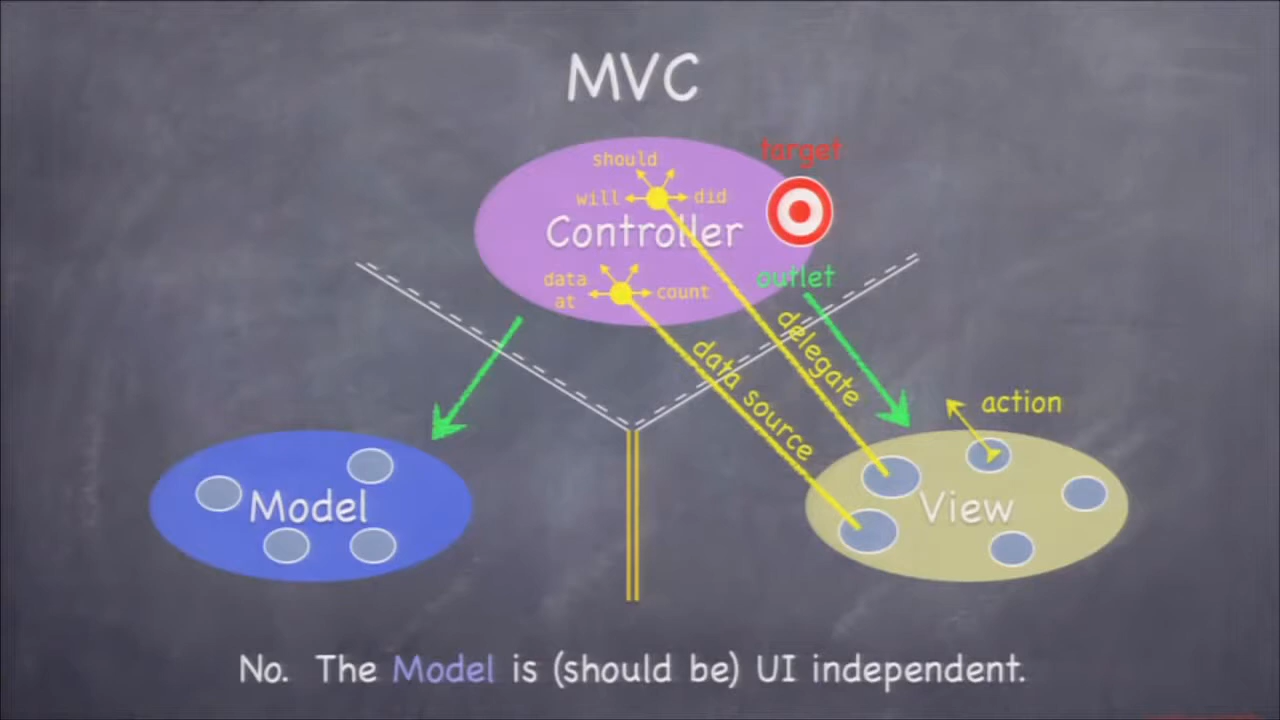 MVC
should
target
will
did
Controller
data
at
count
outlet
delegate
data source
action
Model
View
No. The Model is (should be) UI independent.